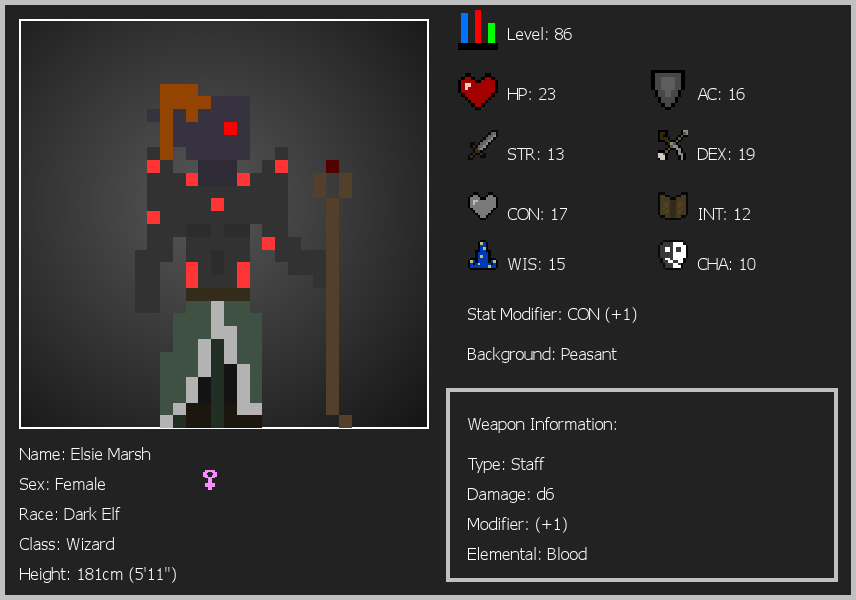 Level: 86
HP: 23
AC: 16
STR: 13
DEX: 19
CON: 17
INT: 12
WIS: 15
CHA: 10
Stat Modifier: CON (+1)
Background: Peasant
Weapon Information:
Type: Staff
Damage: d6
Modifier: (+1)
Elemental: Blood
Name: Elsie Marsh
Sex: Female
Race: Dark Elf
Class: Wizard
Height: 181cm (5'11")